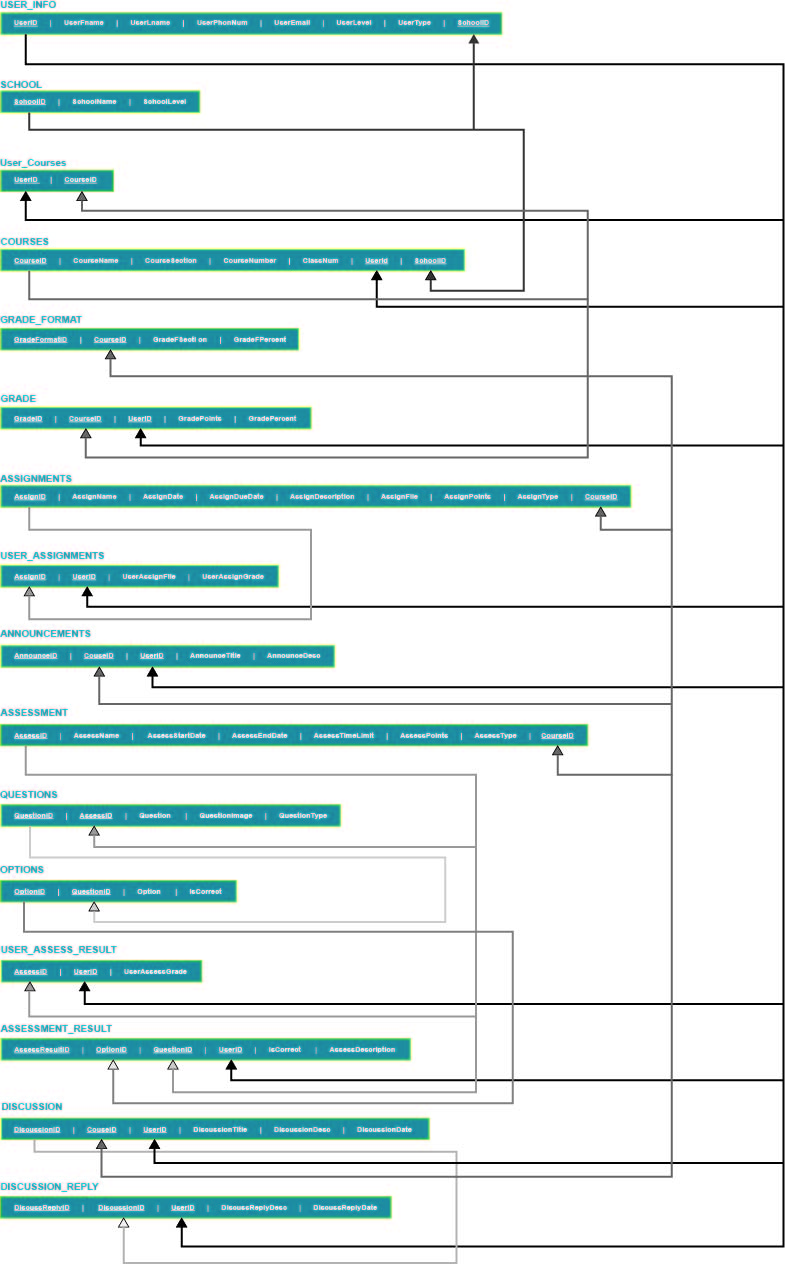 USER_INFO
UserID | UserFname | UserLname | UserPhonNum | UserEmail | UserLevel | UserType | SchoolID
SCHOOL
SchoolID | SchoolName | SchoolLevel
User_Courses
UserID | CourseID
COURSES
CourseID | CourseName | CourseSection | CourseNumber | ClassNum | UserId | SchoolID
GRADE_FORMAT
GradeFormatID | CourseID | GradeFSection | GradeFPercent
GRADE
GradeID | CourseID | UserID | GradePoints | GradePercent
ASSIGNMENTS
AssignID | AssignName | AssignDate | AssignDueDate | AssignDescription | AssignFile | AssignPoints | AssignType | CourseID
USER_ASSIGNMENTS
AssignID | UserID | UserAssignFile | UserAssignGrade
ANNOUNCEMENTS
AnnounceID | CouseID | UserID | AnnounceTitle | AnnounceDesc
ASSESSMENT
AssessID | AssessName | AssessStartDate | AssessEndDate | AssessTimeLimit | AssessPoints | AssessType | CourseID
QUESTIONS
QuestionID | AssessID | Question | QuestionImage | QuestionType
OPTIONS
OptionID | QuestionID | Option | IsCorrect
USER_ASSESS_RESULT
AssessID | UserID | UserAssessGrade
ASSESSMENT_RESULT
AssessResultID | OptionID | QuestionID | UserID | IsCorrect | AssessDescription
DISCUSSION
DiscussionID | CouseID | UserID | DiscussionTitle | DiscussionDesc | DiscussionDate
DISCUSSION_REPLY
DiscussReplyID | DiscussionID | UserID | DiscussReplyDesc | DiscussReplyDate